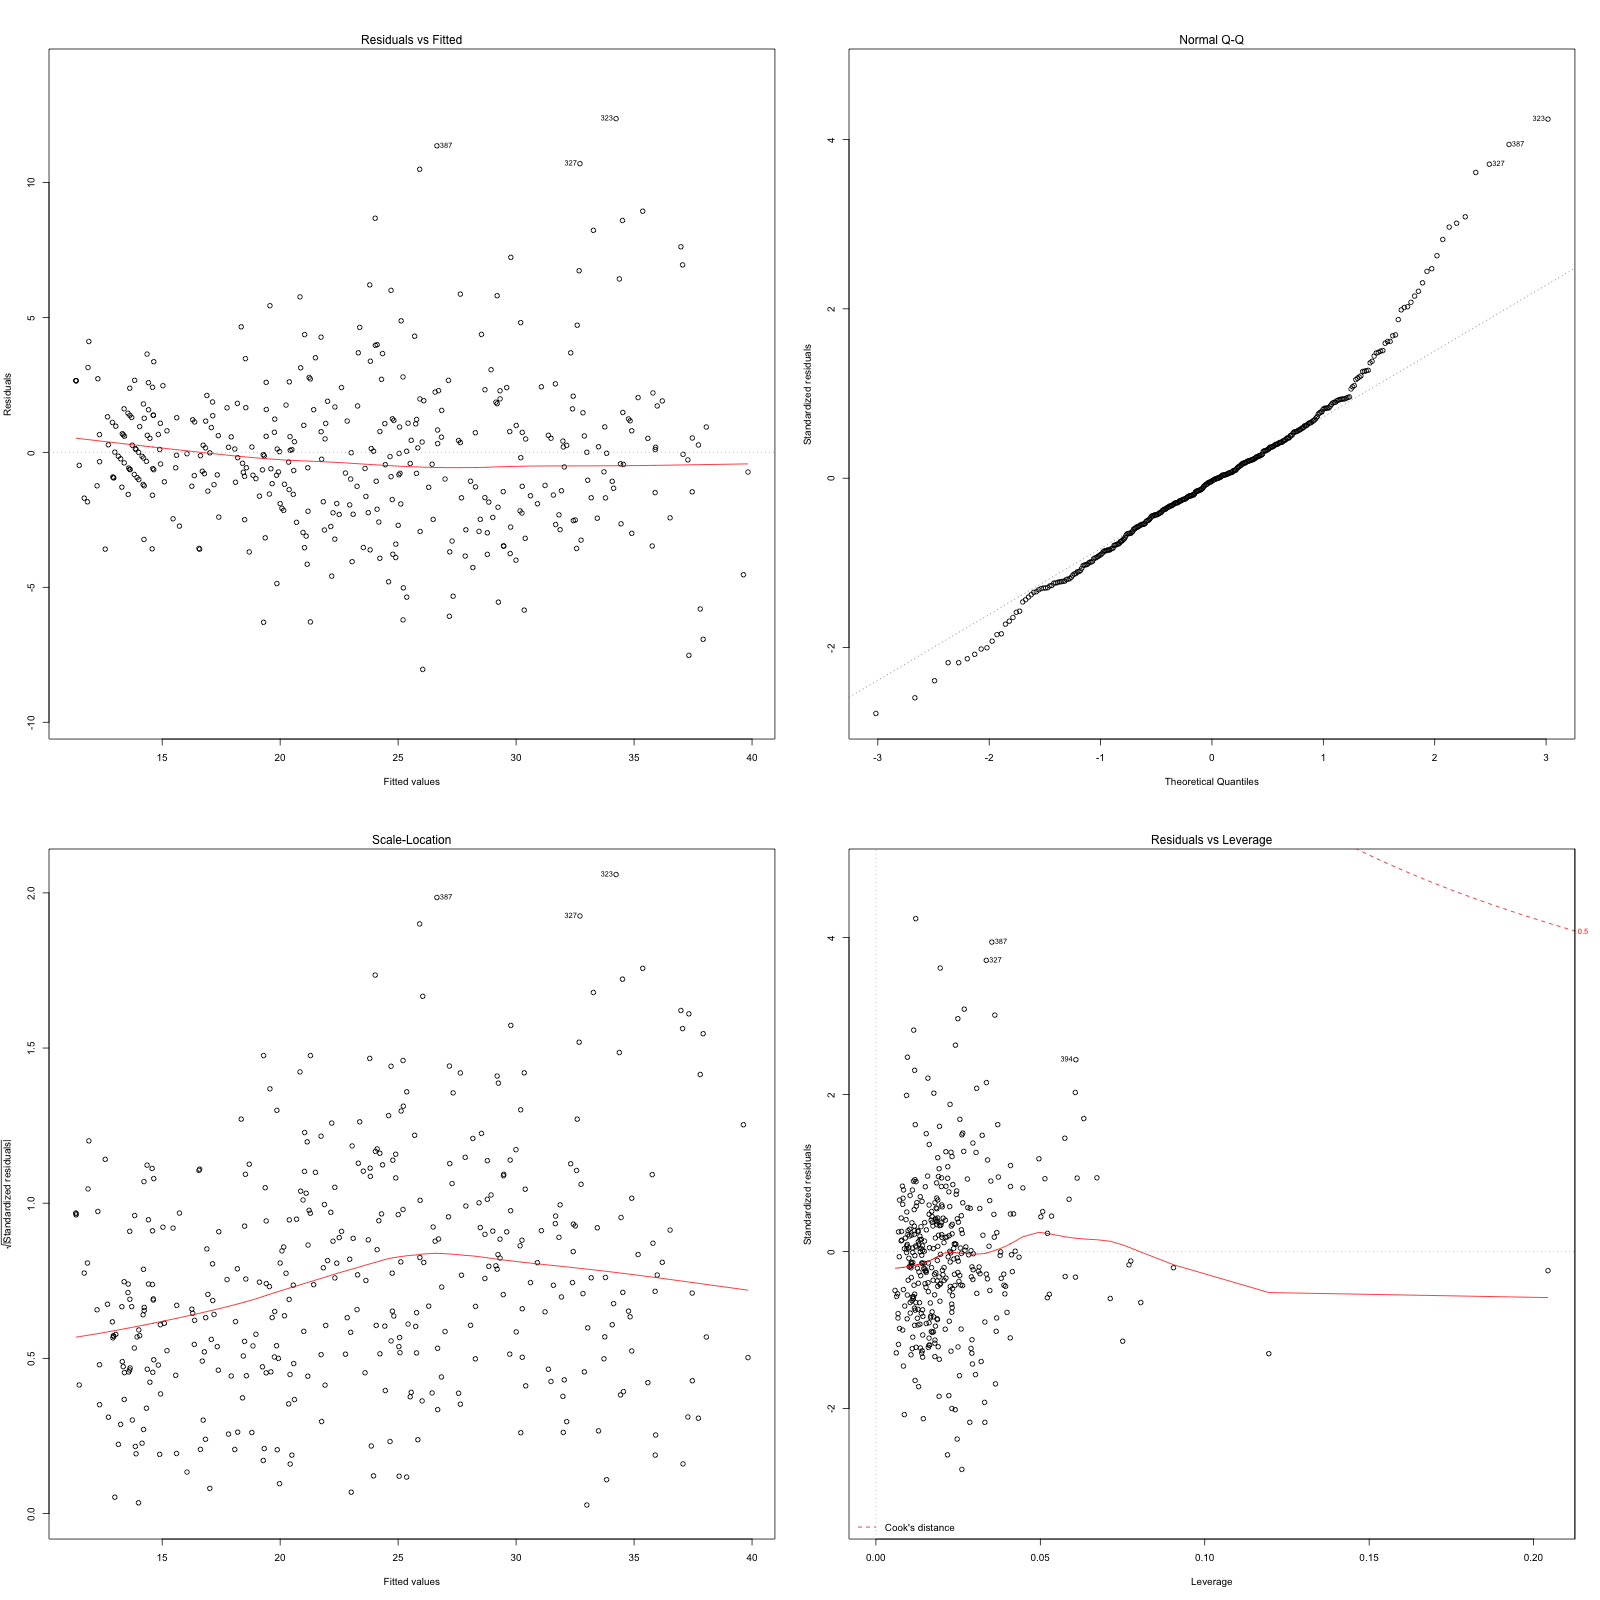 Residuals vs Fitted
Residuals
10
5
0
-5
-10
323
387
327
15 20 25 30 35 40
Fitted values
Normal Q-Q
Standardized residuals
4
2
0
-2
323
387
327
-3 -2 -1 0 1 2 3
Theoretical Quantiles
Scale-Location
√|Standardized residuals|
2.0
1.5
1.0
0.5
0.0
323
387
327
15 20 25 30 35 40
Fitted values
Residuals vs Leverage
Standardized residuals
4
2
0
-2
387
327
394
0.5
Cook's distance
0.00 0.05 0.10 0.15 0.20
Leverage